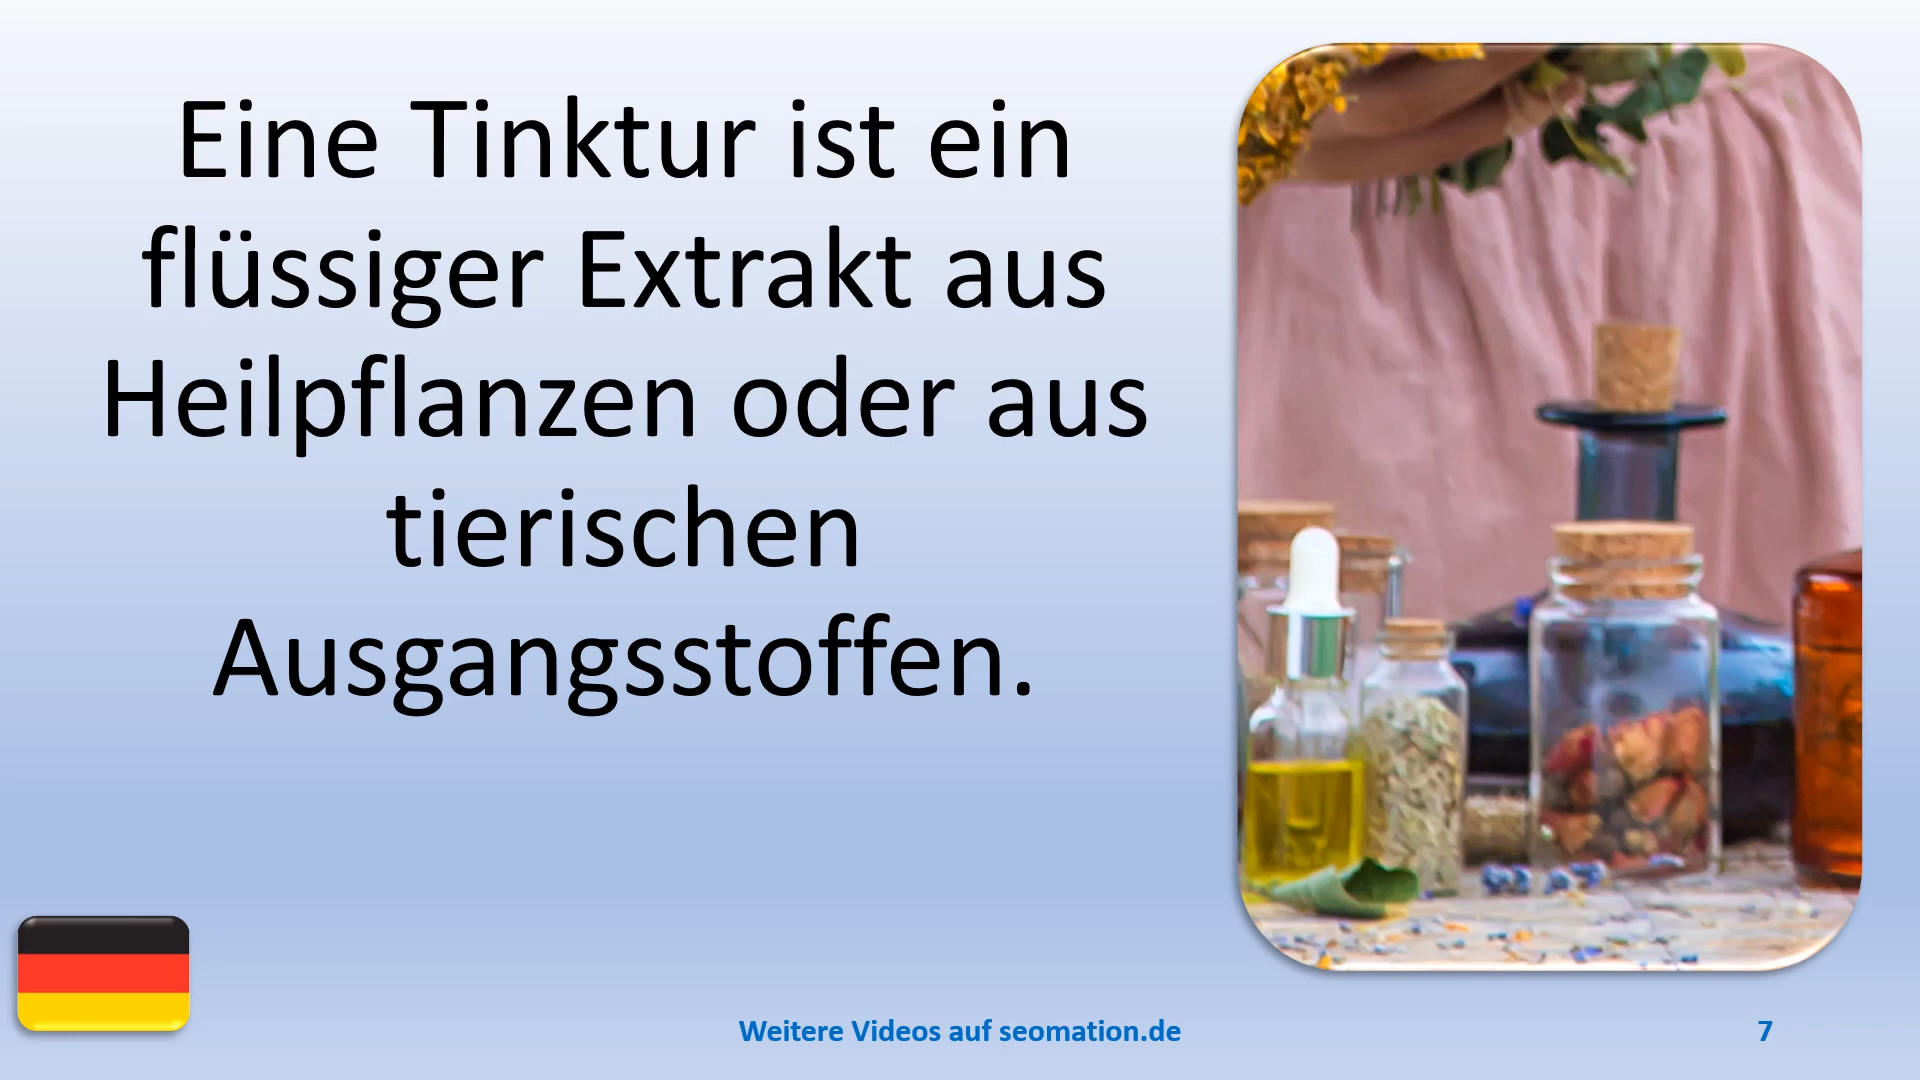 Eine Tinktur ist ein
flüssiger Extrakt aus
Heilpflanzen oder aus
tierischen
Ausgangsstoffen.
Weitere Videos auf seomation.de
7